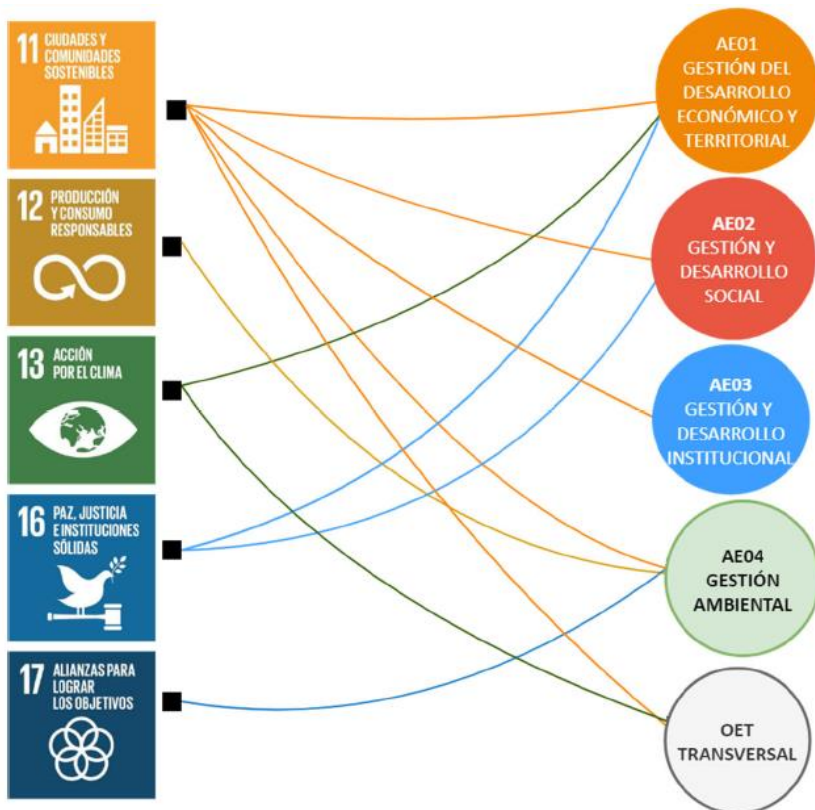 11 CIUDADES Y
COMUNIDADES
SOSTENIBLES
12 PRODUCCIÓN
Y CONSUMO
RESPONSABLES
13 ACCIÓN
POR EL CLIMA
16 PAZ, JUSTICIA
E INSTITUCIONES
SÓLIDAS
17 ALIANZAS PARA
LOGRAR
LOS OBJETIVOS
AE01
GESTIÓN DEL
DESARROLLO
ECONÓMICO Y
TERRITORIAL
AE02
GESTIÓN Y
DESARROLLO
SOCIAL
AE03
GESTIÓN Y
DESARROLLO
INSTITUCIONAL
AE04
GESTIÓN
AMBIENTAL
OET
TRANSVERSAL